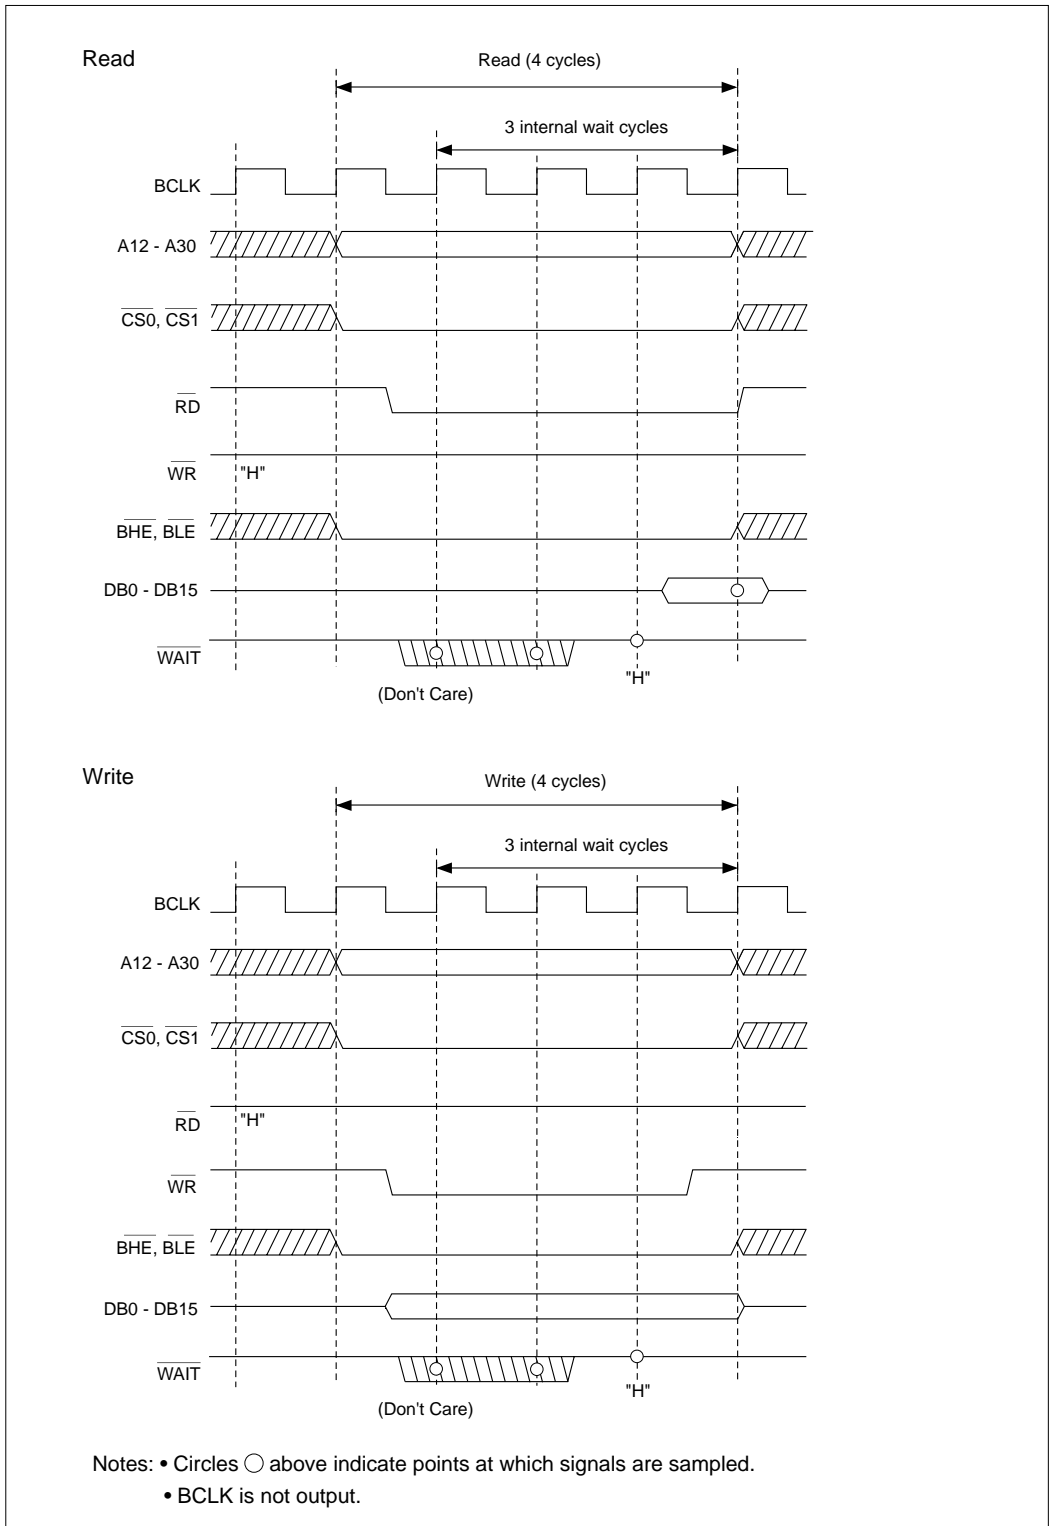 Read
Read (4 cycles)
3 internal wait cycles
BCLK
A12 - A30
CS0, CS1
RD
WR "H"
BHE, BLE
DB0 - DB15
WAIT
"H"
(Don't Care)
Write
Write (4 cycles)
3 internal wait cycles
BCLK
A12 - A30
CS0, CS1
RD "H"
WR
BHE, BLE
DB0 - DB15
WAIT
"H"
(Don't Care)
Notes: • Circles ○ above indicate points at which signals are sampled.
• BCLK is not output.